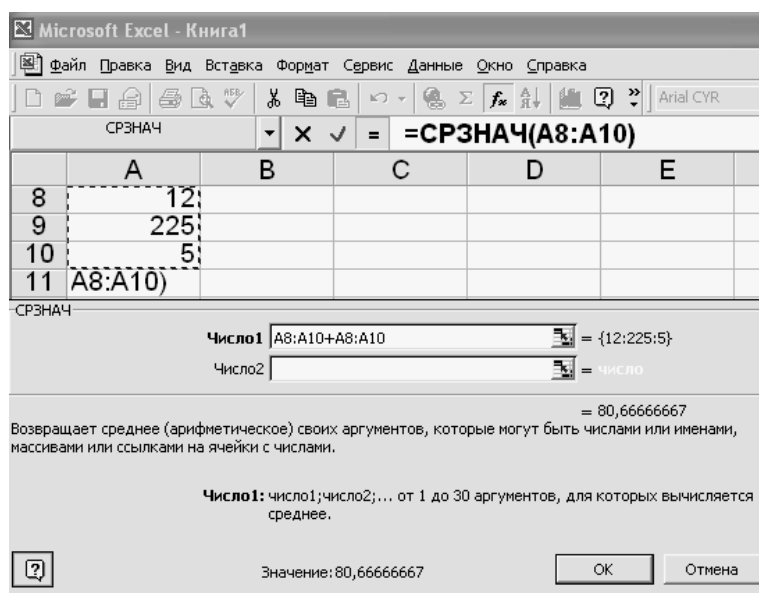 Microsoft Excel - Книга1
Файл Правка Вид Вставка Формат Сервис Данные Окно Справка
Arial CYR
СРЗНАЧ = =СРЗНАЧ(A8:A10)
A B C D E
8 12
9 225
10 5
11 A8:A10)
СРЗНАЧ
Число1 A8:A10+A8:A10 = {12:225:5}
Число2 = число
= 80,66666667
Возвращает среднее (арифметическое) своих аргументов, которые могут быть числами или именами,
массивами или ссылками на ячейки с числами.
Число1: число1;число2;... от 1 до 30 аргументов, для которых вычисляется
среднее.
Значение:80,66666667 ОК Отмена